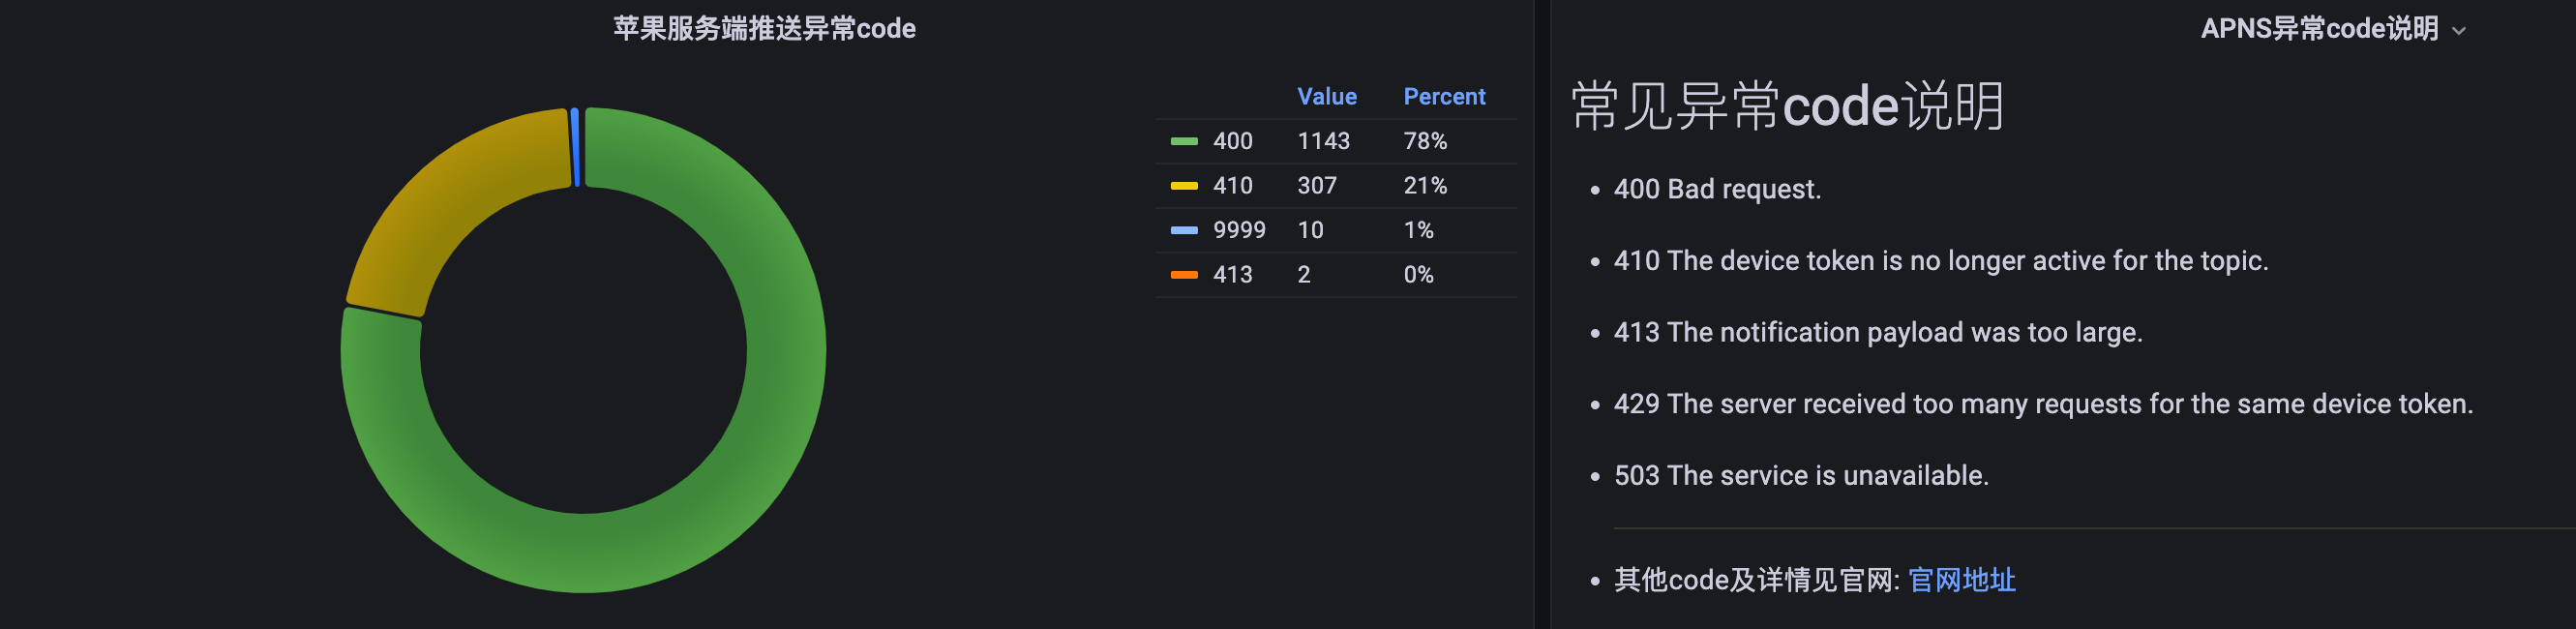 苹果服务端推送异常code
Value Percent
400 1143 78%
410 307 21%
9999 10 1%
413 2 0%
APNS异常code说明
常见异常code说明
• 400 Bad request.
• 410 The device token is no longer active for the topic.
• 413 The notification payload was too large.
• 429 The server received too many requests for the same device token.
• 503 The service is unavailable.
• 其他code及详情见官网: 官网地址